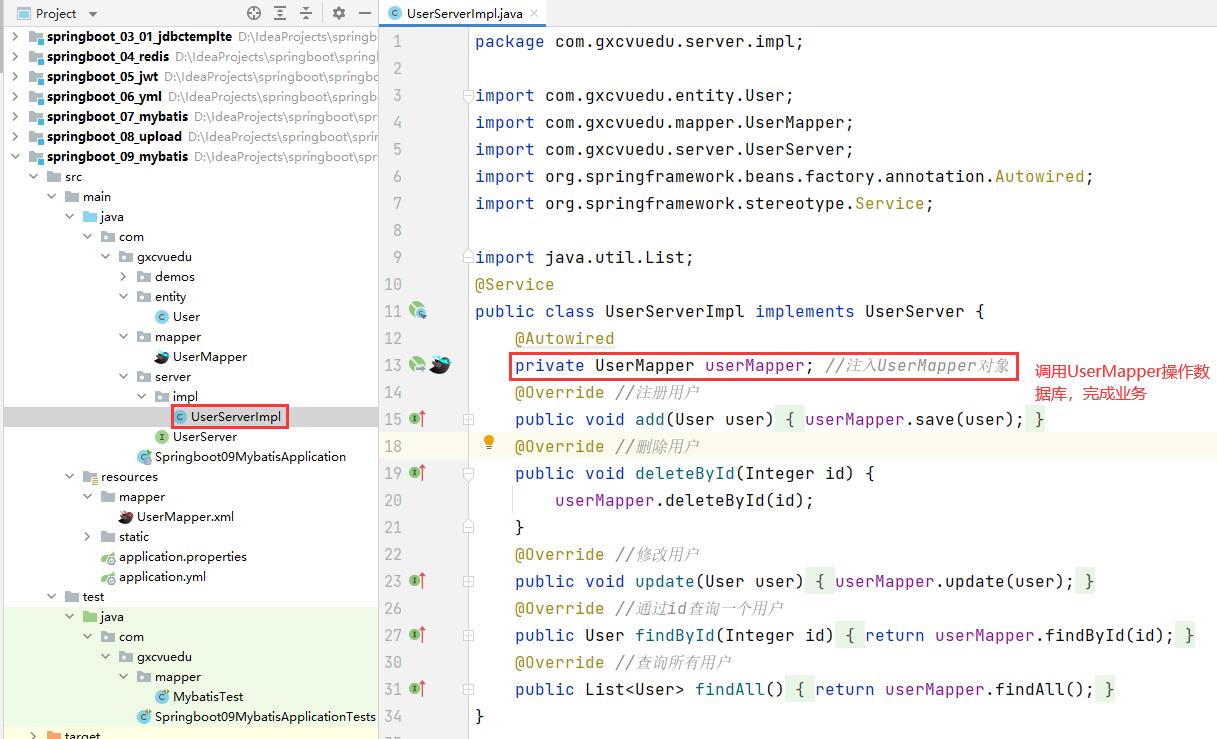 Project
springboot_03_01_jdbctemplte D:\IdeaProjects\springb
springboot_04_redis D:\IdeaProjects\springboot\springbo
springboot_05_jwt D:\IdeaProjects\springboot\springboo
springboot_06_yml D:\IdeaProjects\springboot\springbo
springboot_07_mybatis D:\IdeaProjects\springboot\spr
springboot_08_upload D:\IdeaProjects\springboot\spri
springboot_09_mybatis D:\IdeaProjects\springboot\spr
src
main
java
com
gxcvuedu
demos
entity
User
mapper
UserMapper
server
impl
UserServerImpl
UserServer
Springboot09MybatisApplication
resources
mapper
UserMapper.xml
static
application.properties
application.yml
test
java
com
gxcvuedu
mapper
MybatisTest
Springboot09MybatisApplicationTests
target
UserServerImpl.java
1 package com.gxcvuedu.server.impl;
2
3 import com.gxcvuedu.entity.User;
4 import com.gxcvuedu.mapper.UserMapper;
5 import com.gxcvuedu.server.UserServer;
6 import org.springframework.beans.factory.annotation.Autowired;
7 import org.springframework.stereotype.Service;
8
9 import java.util.List;
10 @Service
11 public class UserServerImpl implements UserServer {
12 @Autowired
13 private UserMapper userMapper; //注入UserMapper对象
14 @Override //注册用户
15 public void add(User user) { userMapper.save(user); }
18 @Override //删除用户
19 public void deleteById(Integer id) {
20 userMapper.deleteById(id);
21 }
22 @Override //修改用户
23 public void update(User user) { userMapper.update(user); }
26 @Override //通过id查询一个用户
27 public User findById(Integer id) { return userMapper.findById(id); }
30 @Override //查询所有用户
31 public List<User> findAll() { return userMapper.findAll(); }
34 }
调用UserMapper操作数
据库，完成业务